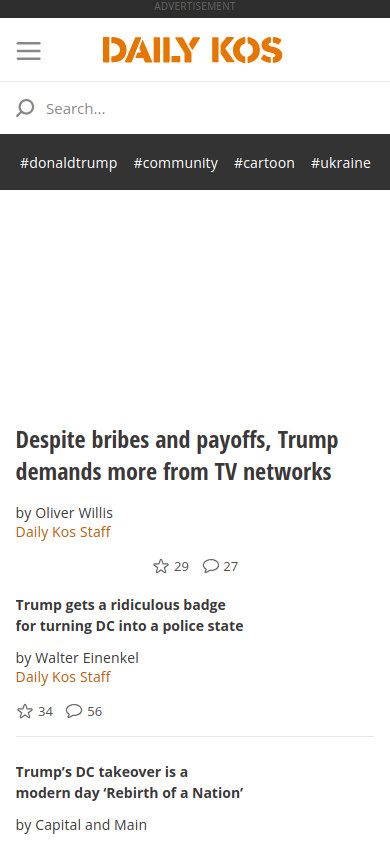 ADVERTISEMENT
DAILY KOS
Search...
#donaldtrump #community #cartoon #ukraine
Despite bribes and payoffs, Trump
demands more from TV networks
by Oliver Willis
Daily Kos Staff
29 27
Trump gets a ridiculous badge
for turning DC into a police state
by Walter Einenkel
Daily Kos Staff
34 56
Trump’s DC takeover is a
modern day ‘Rebirth of a Nation’
by Capital and Main